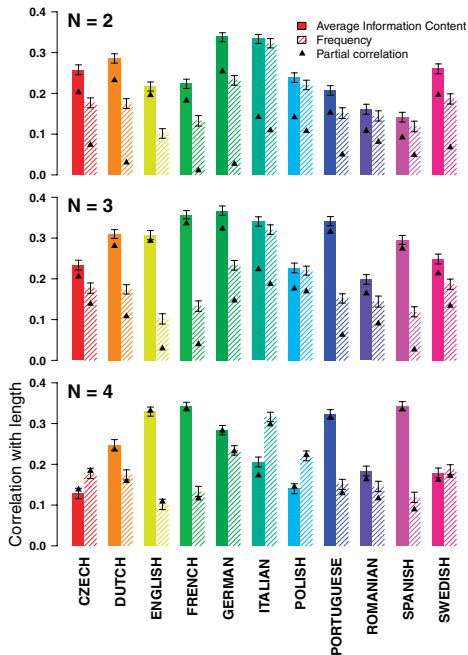 N = 2
Average Information Content
Frequency
Partial correlation
0.4
0.3
0.2
0.1
0.0
N = 3
0.4
0.3
0.2
0.1
0.0
N = 4
0.4
0.3
0.2
0.1
0.0
Correlation with length
CZECH
DUTCH
ENGLISH
FRENCH
GERMAN
ITALIAN
POLISH
PORTUGUESE
ROMANIAN
SPANISH
SWEDISH